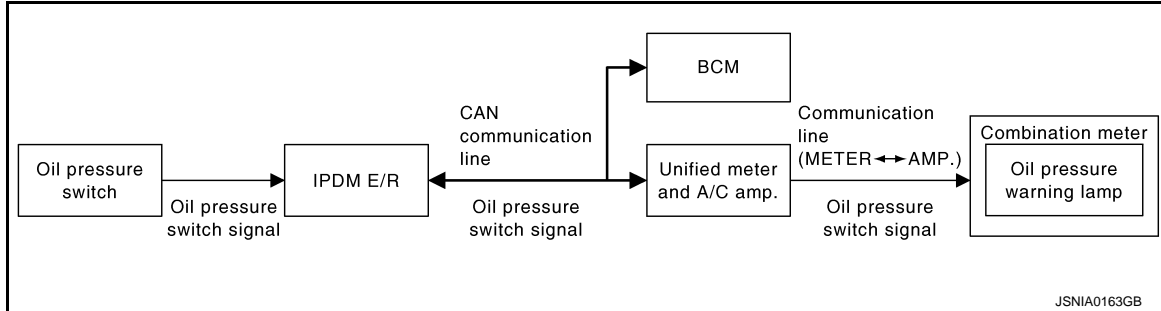 BCM
CAN
communication
line
Communication
line
(METER ↔ AMP.)
Combination meter
Oil pressure
switch
IPDM E/R
Unified meter
and A/C amp.
Oil pressure
warning lamp
Oil pressure
switch signal
Oil pressure
switch signal
Oil pressure
switch signal
JSNIA0163GB